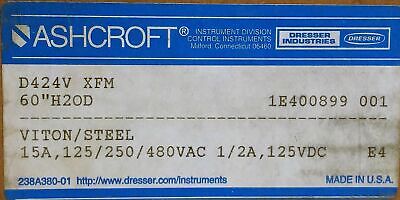 ASHCROFT®
INSTRUMENT DIVISION
CONTROL INSTRUMENTS
Milford, Connecticut 06460
DRESSER
INDUSTRIES
DRESSER
D424V XFM
60"H2OD 1E400899 001
VITON/STEEL
15A,125/250/480VAC 1/2A,125VDC E4
238A380-01 http://www.dresser.com/instruments MADE IN U.S.A.